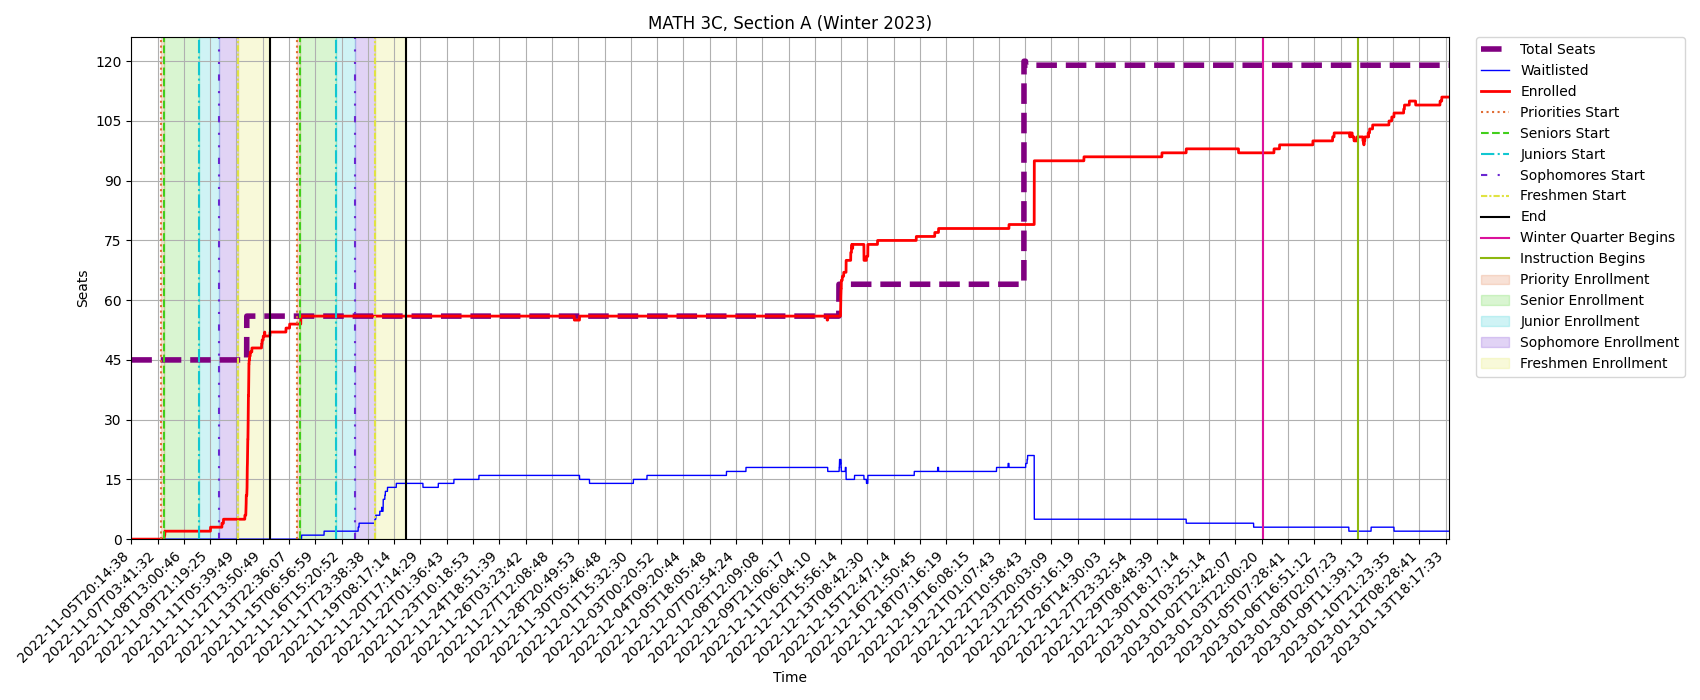 MATH 3C, Section A (Winter 2023)
Seats
120
105
90
75
60
45
30
15
0
2022-11-05T20:14:38
2022-11-07T03:41:32
2022-11-08T13:00:46
2022-11-09T21:19:25
2022-11-11T05:39:49
2022-11-12T13:50:49
2022-11-13T22:36:07
2022-11-15T06:56:59
2022-11-16T15:20:52
2022-11-17T23:38:38
2022-11-19T08:17:14
2022-11-20T17:14:29
2022-11-22T01:36:43
2022-11-23T10:18:53
2022-11-24T18:51:39
2022-11-26T03:23:42
2022-11-27T12:08:48
2022-11-28T20:49:53
2022-11-30T05:46:48
2022-12-01T15:32:30
2022-12-03T00:20:52
2022-12-04T09:20:44
2022-12-05T18:05:48
2022-12-07T02:54:24
2022-12-08T12:09:08
2022-12-09T21:06:17
2022-12-11T06:04:10
2022-12-12T15:56:14
2022-12-13T08:42:30
2022-12-15T12:47:14
2022-12-16T21:50:45
2022-12-18T07:16:19
2022-12-19T16:08:15
2022-12-21T01:07:43
2022-12-22T10:58:43
2022-12-23T20:03:09
2022-12-25T05:16:19
2022-12-26T14:30:03
2022-12-27T23:32:54
2022-12-29T08:48:39
2022-12-30T18:17:14
2023-01-01T03:25:14
2023-01-02T12:42:07
2023-01-03T22:00:20
2023-01-05T07:28:41
2023-01-06T16:51:12
2023-01-08T02:07:23
2023-01-09T11:39:13
2023-01-10T21:23:35
2023-01-12T08:28:41
2023-01-13T18:17:33
Time
Total Seats
Waitlisted
Enrolled
Priorities Start
Seniors Start
Juniors Start
Sophomores Start
Freshmen Start
End
Winter Quarter Begins
Instruction Begins
Priority Enrollment
Senior Enrollment
Junior Enrollment
Sophomore Enrollment
Freshmen Enrollment